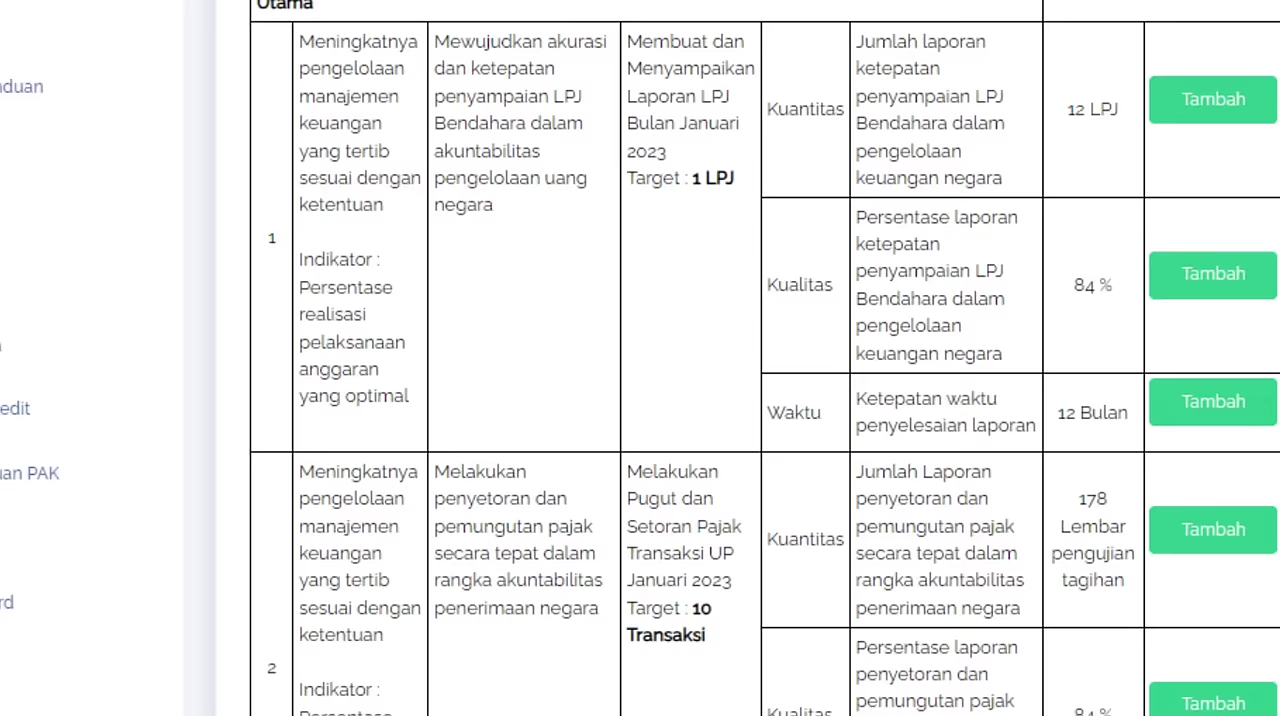 Utama
nduan
edit
uan PAK
rd
1
Meningkatnya
pengelolaan
manajemen
keuangan
yang tertib
sesuai dengan
ketentuan
Indikator :
Persentase
realisasi
pelaksanaan
anggaran
yang optimal
Mewujudkan akurasi
dan ketepatan
penyampaian LPJ
Bendahara dalam
akuntabilitas
pengelolaan uang
negara
Membuat dan
Menyampaikan
Laporan LPJ
Bulan Januari
2023
Target : 1 LPJ
Kuantitas
Jumlah laporan
ketepatan
penyampaian LPJ
Bendahara dalam
pengelolaan
keuangan negara
12 LPJ
Tambah
Kualitas
Persentase laporan
ketepatan
penyampaian LPJ
Bendahara dalam
pengelolaan
keuangan negara
84 %
Tambah
Waktu
Ketepatan waktu
penyelesaian laporan
12 Bulan
Tambah
2
Meningkatnya
pengelolaan
manajemen
keuangan
yang tertib
sesuai dengan
ketentuan
Indikator :
Persentase
Melakukan
penyetoran dan
pemungutan pajak
secara tepat dalam
rangka akuntabilitas
penerimaan negara
Melakukan
Pugut dan
Setoran Pajak
Transaksi UP
Januari 2023
Target : 10
Transaksi
Kuantitas
Jumlah Laporan
penyetoran dan
pemungutan pajak
secara tepat dalam
rangka akuntabilitas
penerimaan negara
178
Lembar
pengujian
tagihan
Tambah
Kualitas
Persentase laporan
penyetoran dan
pemungutan pajak
84 %
Tambah